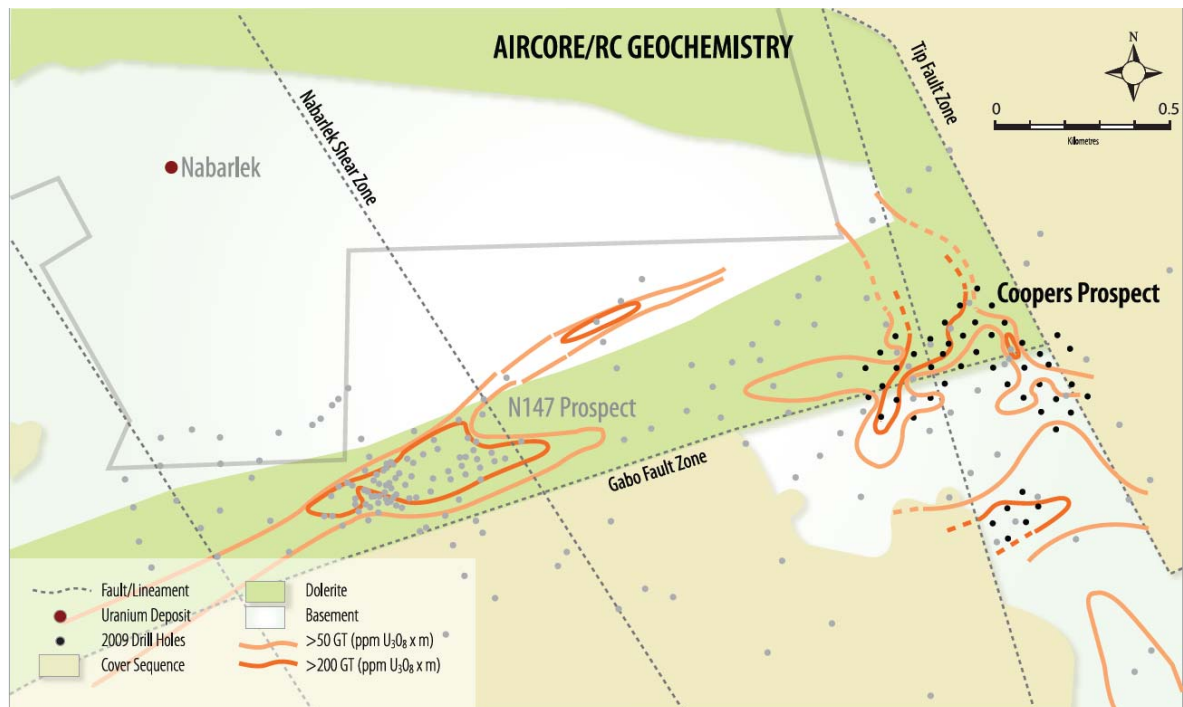 AIRCORE/RC GEOCHEMISTRY
N
0
0.5
Kilometres
Tip Fault Zone
Nabarlek Shear Zone
Nabarlek
Coopers Prospect
N147 Prospect
Gabo Fault Zone
Fault/Lineament
Uranium Deposit
2009 Drill Holes
Cover Sequence
Dolerite
Basement
>50 GT (ppm U₃0₈ x m)
>200 GT (ppm U₃0₈ x m)